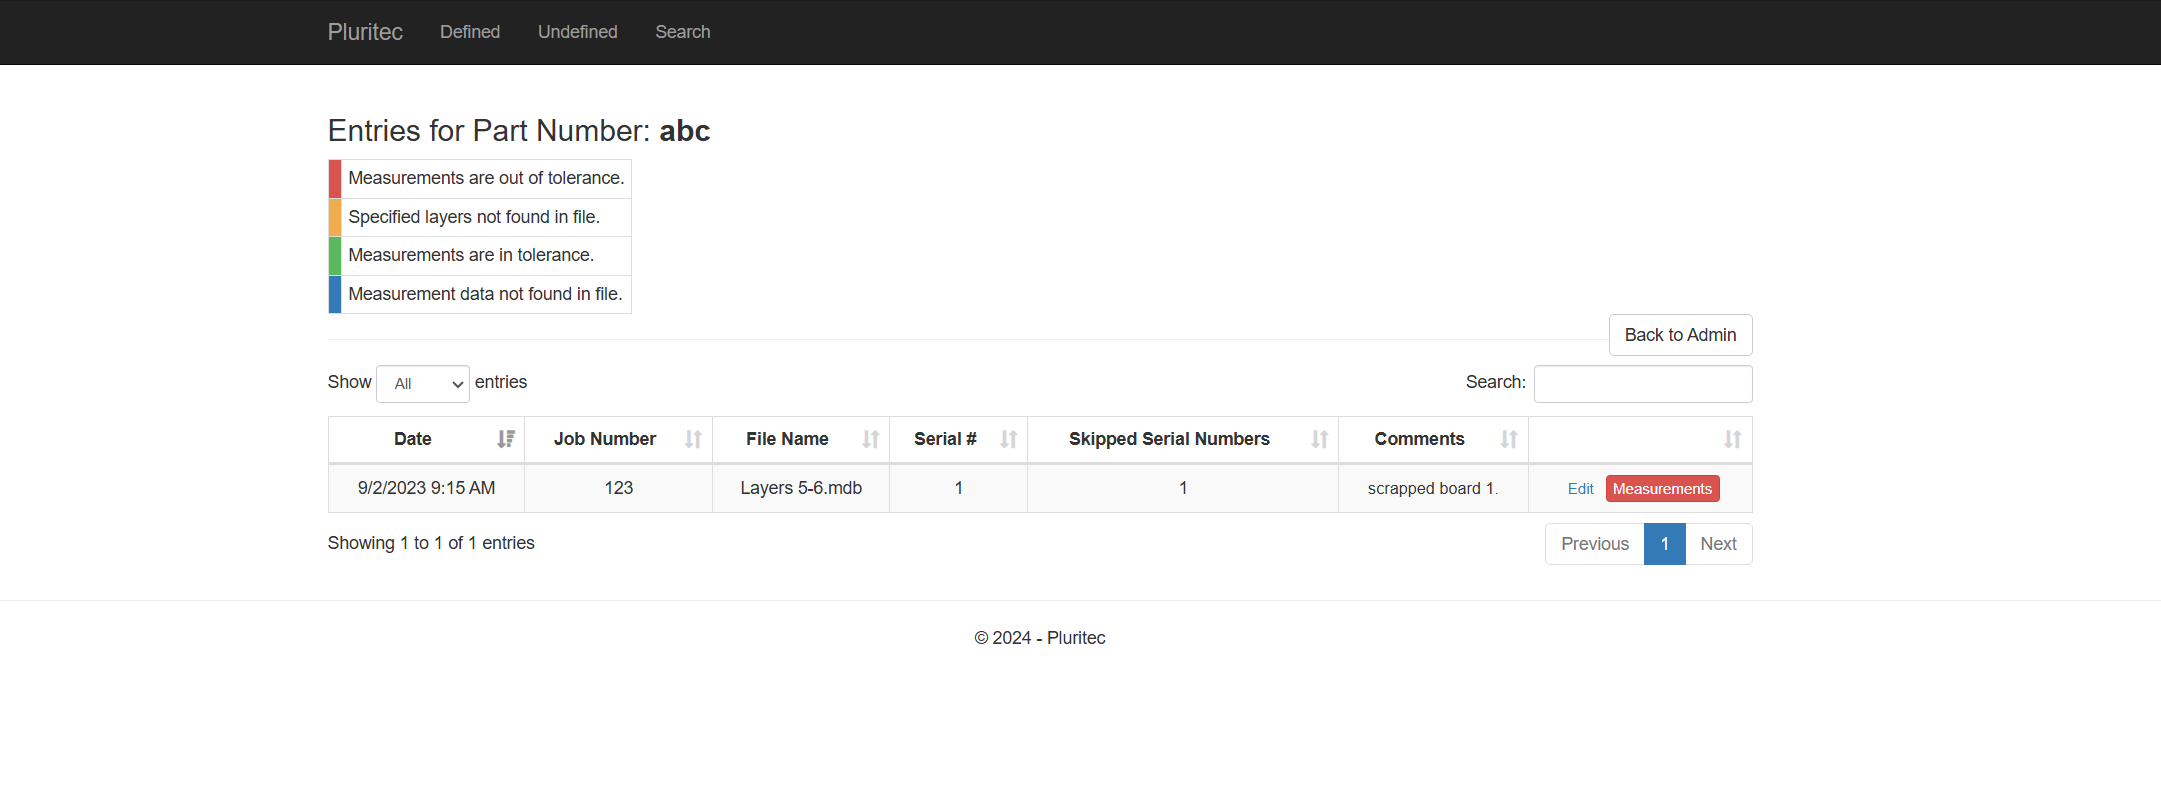 Pluritec Defined Undefined Search
Entries for Part Number: abc
Measurements are out of tolerance.
Specified layers not found in file.
Measurements are in tolerance.
Measurement data not found in file.
Back to Admin
Show All entries Search:
Date Job Number File Name Serial # Skipped Serial Numbers Comments
9/2/2023 9:15 AM 123 Layers 5-6.mdb 1 1 scrapped board 1. Edit Measurements
Showing 1 to 1 of 1 entries Previous 1 Next
© 2024 - Pluritec